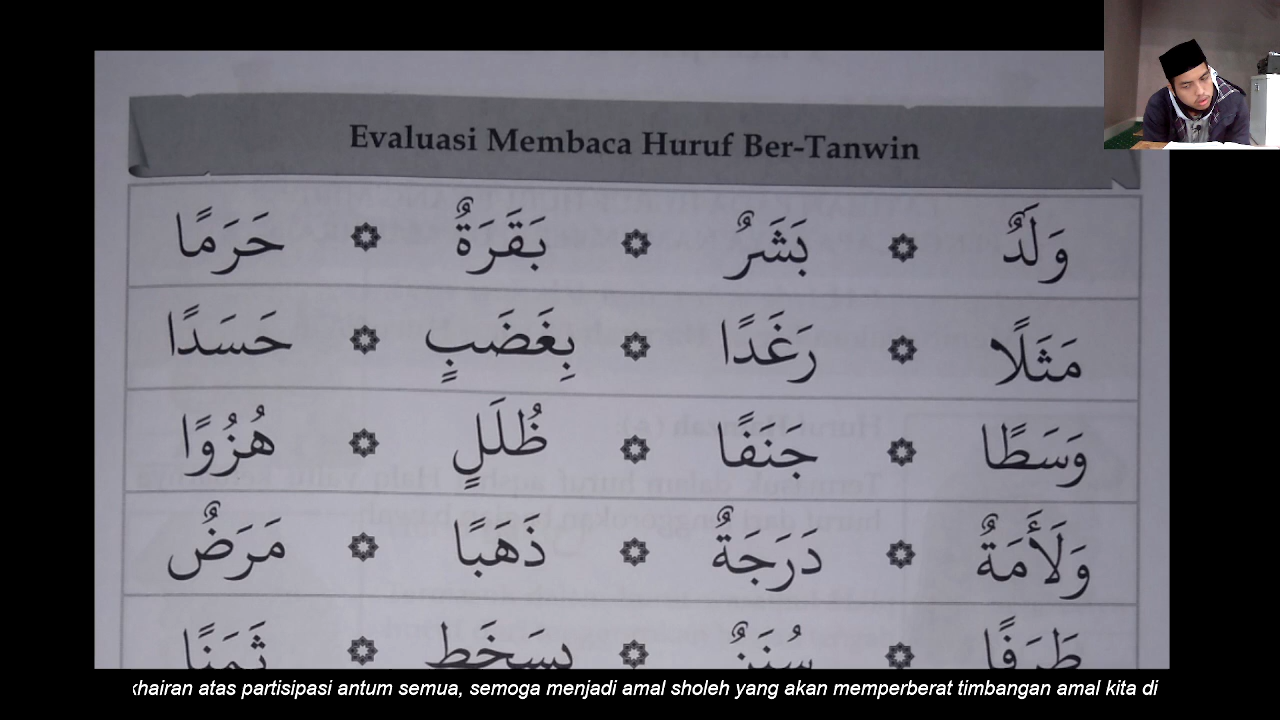 Evaluasi Membaca Huruf Ber-Tanwin
وَلَدٌ ۞ بَشَرٌ ۞ بَقَرَةٌ ۞ حَرَمًا
مَثَلًا ۞ رَغَدًا ۞ بِغَضَبٍ ۞ حَسَدًا
وَسَطًا ۞ جَنَفًا ۞ ظُلَلٍ ۞ هُزُوًا
وَلَأَمَةٌ ۞ دَرَجَةٌ ۞ ذَهَبًا ۞ مَرَضٌ
طَرَفًا ۞ سُنَنٌ ۞ بِسَخَطٍ ۞ ثَمَنًا
khairan atas partisipasi antum semua, semoga menjadi amal sholeh yang akan memperberat timbangan amal kita di